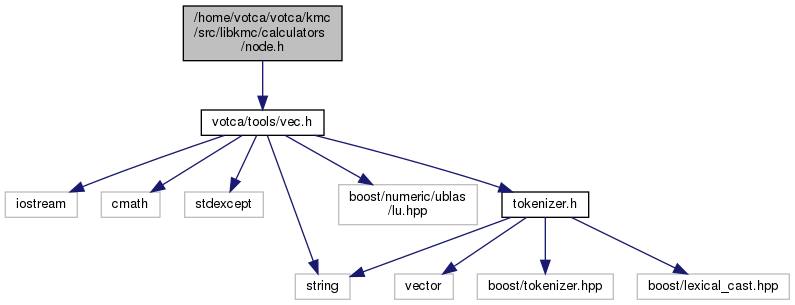 /home/votca/votca/kmc
/src/libkmc/calculators
/node.h
votca/tools/vec.h
iostream
cmath
stdexcept
boost/numeric/ublas
/lu.hpp
tokenizer.h
string
vector
boost/tokenizer.hpp
boost/lexical_cast.hpp